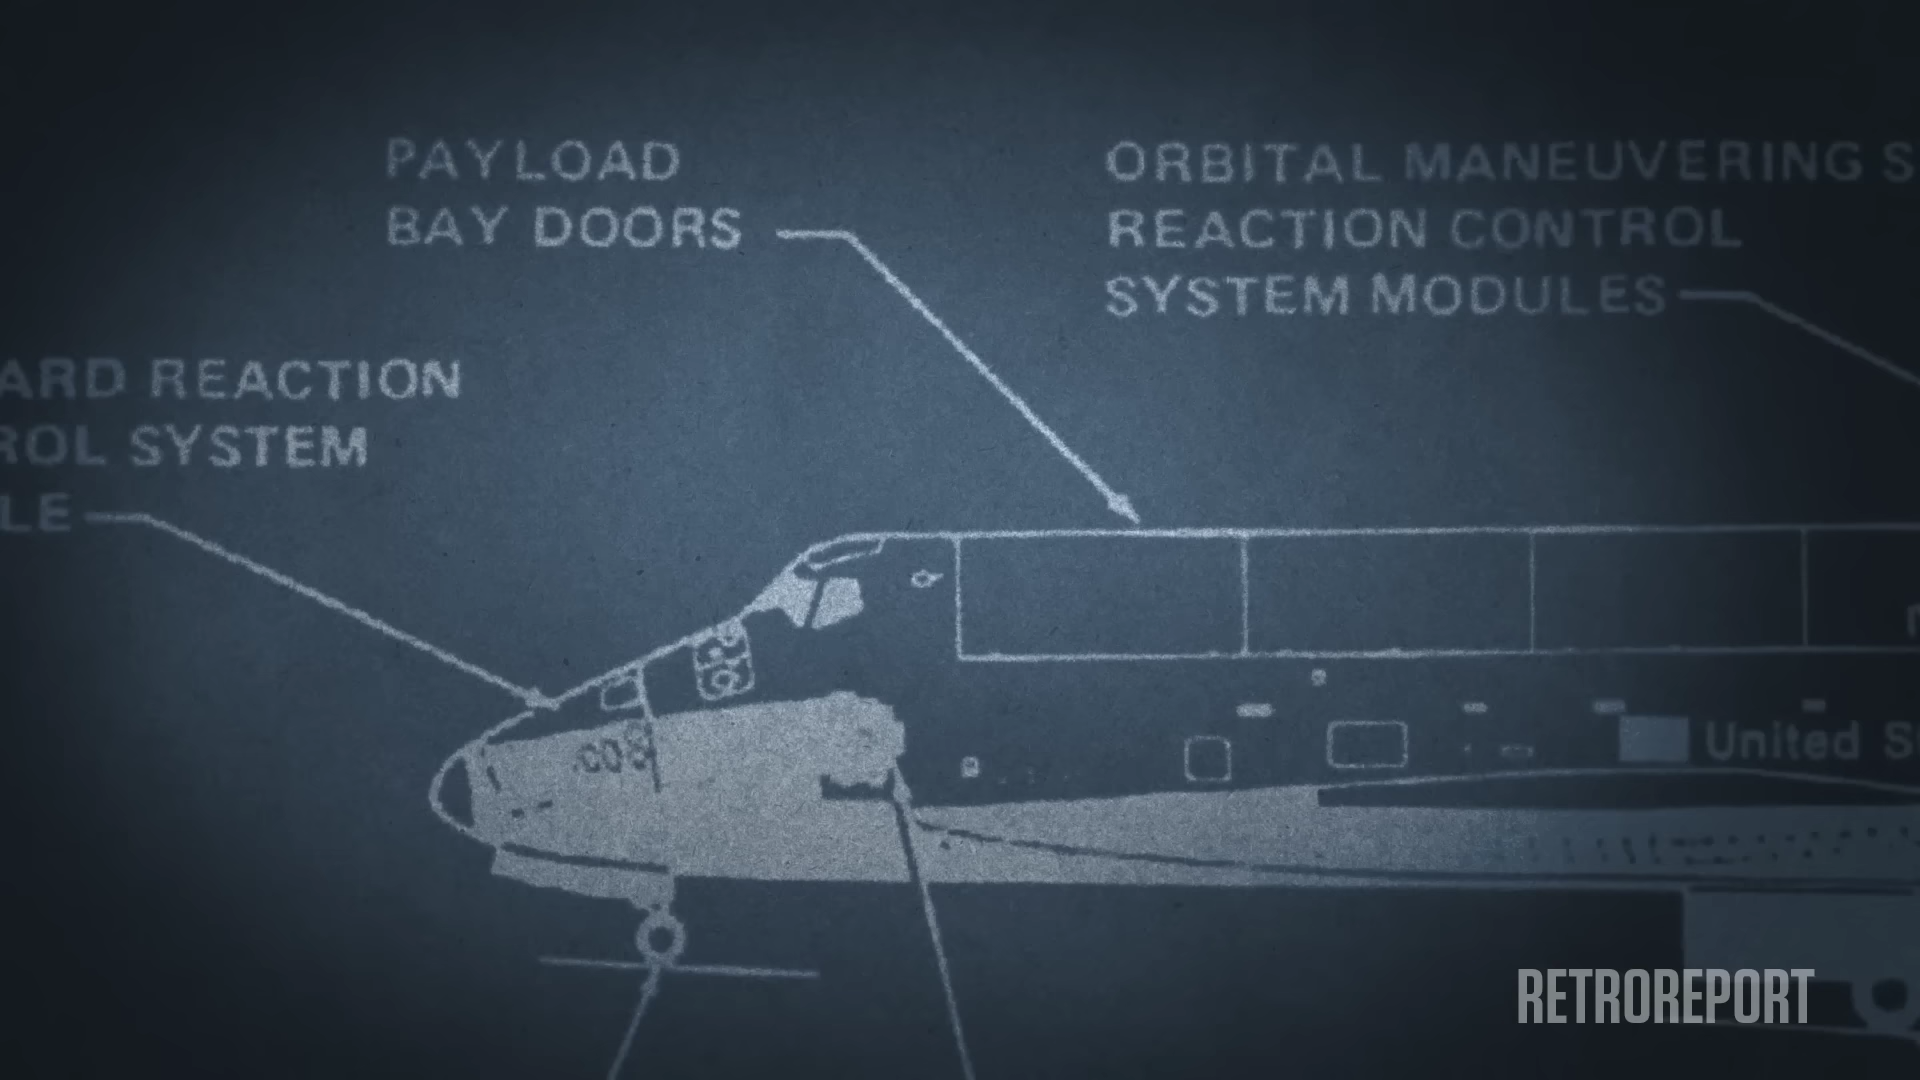 PAYLOAD
BAY DOORS
ORBITAL MANEUVERING S
REACTION CONTROL
SYSTEM MODULES
ARD REACTION
ROL SYSTEM
LE
United S
RETROREPORT